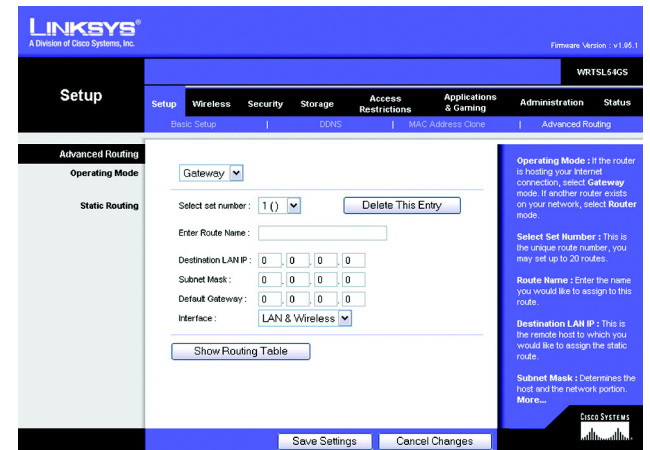 LINKSYS®
A Division of Cisco Systems, Inc.
Firmware Version : v1.95.1
WRTSL54GS
Setup
Setup Wireless Security Storage Access Restrictions Applications & Gaming Administration Status
Basic Setup | DDNS | MAC Address Clone | Advanced Routing
Advanced Routing
Operating Mode
Gateway
Static Routing
Select set number : 1 () Delete This Entry
Enter Route Name :
Destination LAN IP : 0 . 0 . 0 . 0
Subnet Mask : 0 . 0 . 0 . 0
Default Gateway : 0 . 0 . 0 . 0
Interface : LAN & Wireless
Show Routing Table
Operating Mode : If the router
is hosting your Internet
connection, select Gateway
mode. If another router exists
on your network, select Router
mode.
Select Set Number : This is
the unique route number, you
may set up to 20 routes.
Route Name : Enter the name
you would like to assign to this
route.
Destination LAN IP : This is
the remote host to which you
would like to assign the static
route.
Subnet Mask : Determines the
host and the network portion.
More...
Save Settings Cancel Changes
CISCO SYSTEMS